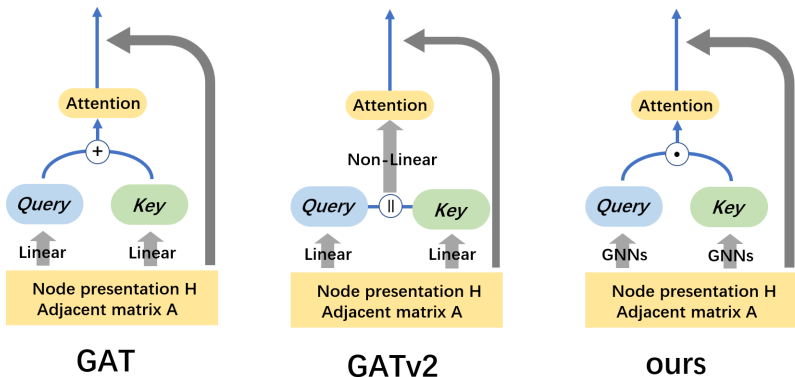 Attention
+
Query
Key
Linear
Linear
Node presentation H
Adjacent matrix A
GAT
Attention
Non-Linear
Query
||
Key
Linear
Linear
Node presentation H
Adjacent matrix A
GATv2
Attention
•
Query
Key
GNNs
GNNs
Node presentation H
Adjacent matrix A
ours